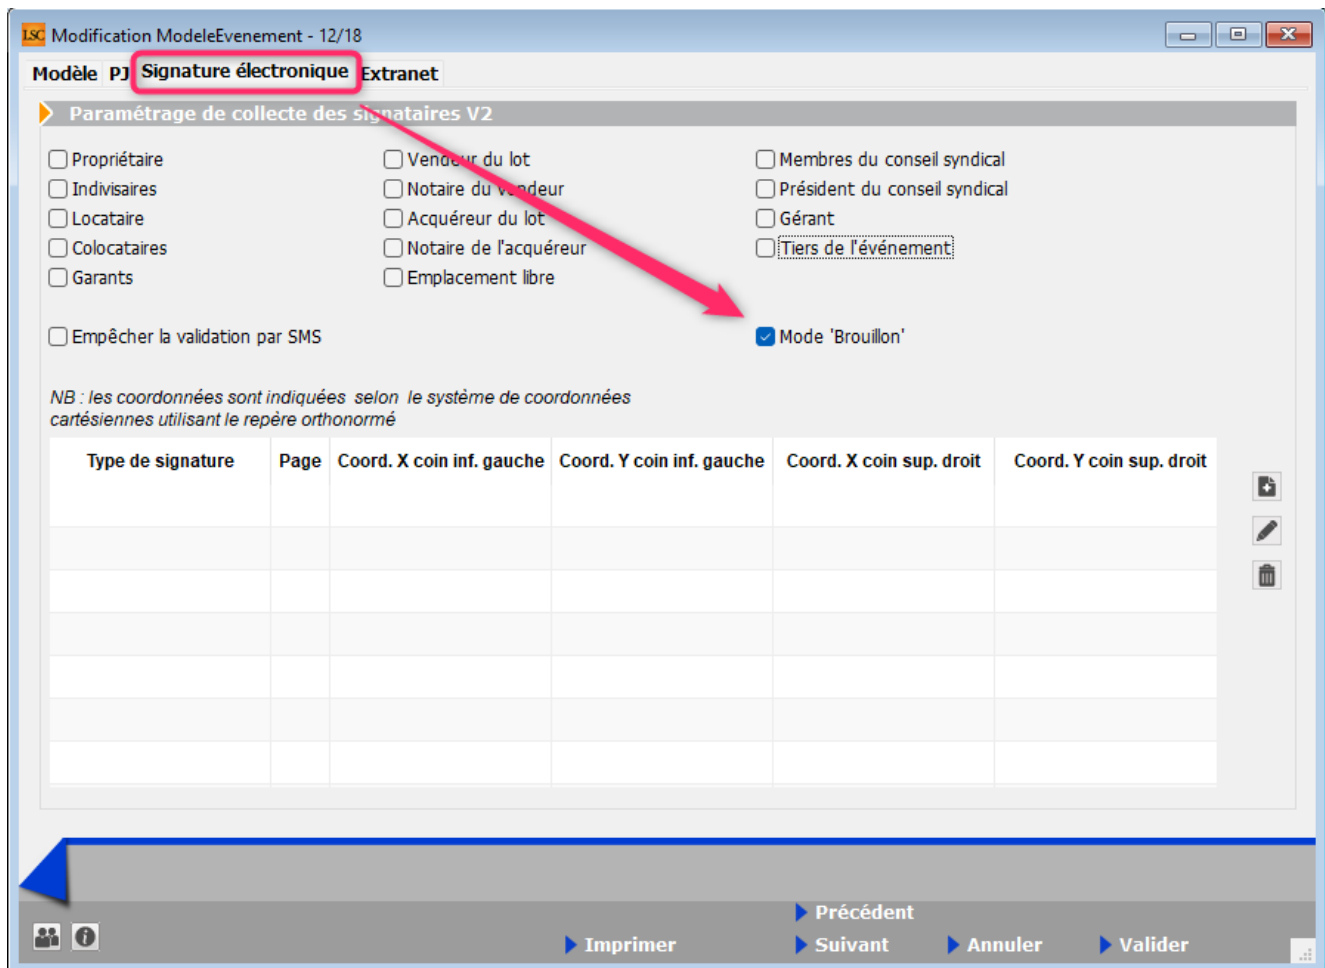 LSC Modification ModeleEvenement - 12/18
Modèle PJ Signature électronique Extranet
Paramétrage de collecte des signataires V2
Propriétaire Vendeur du lot Membres du conseil syndical
Indivisaires Notaire du vendeur Président du conseil syndical
Locataire Acquéreur du lot Gérant
Colocataires Notaire de l'acquéreur Tiers de l'événement
Garants Emplacement libre
Empêcher la validation par SMS Mode 'Brouillon'
NB : les coordonnées sont indiquées selon le système de coordonnées
cartésiennes utilisant le repère orthonormé
Type de signature Page Coord. X coin inf. gauche Coord. Y coin inf. gauche Coord. X coin sup. droit Coord. Y coin sup. droit
Précédent
Imprimer Suivant Annuler Valider